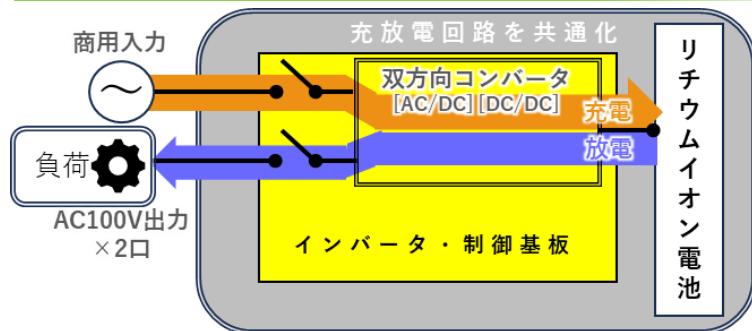 充放電回路を共通化
商用入力
～
双方向コンバータ
[AC/DC] [DC/DC]
充電
放電
負荷
AC100V出力
×2口
インバータ・制御基板
リチウムイオン電池